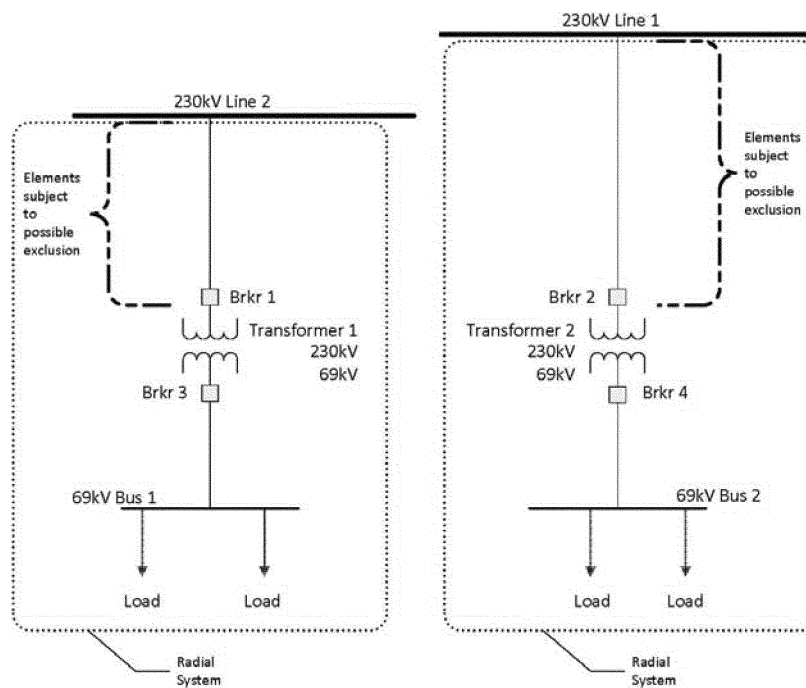 230kV Line 1
230kV Line 2
Elements
subject
to
possible
exclusion
Elements
subject
to
possible
exclusion
Brkr 1
Brkr 2
Transformer 1
230kV
69kV
Transformer 2
230kV
69kV
Brkr 3
Brkr 4
69kV Bus 1
69kV Bus 2
Load
Load
Load
Load
Radial
System
Radial
System